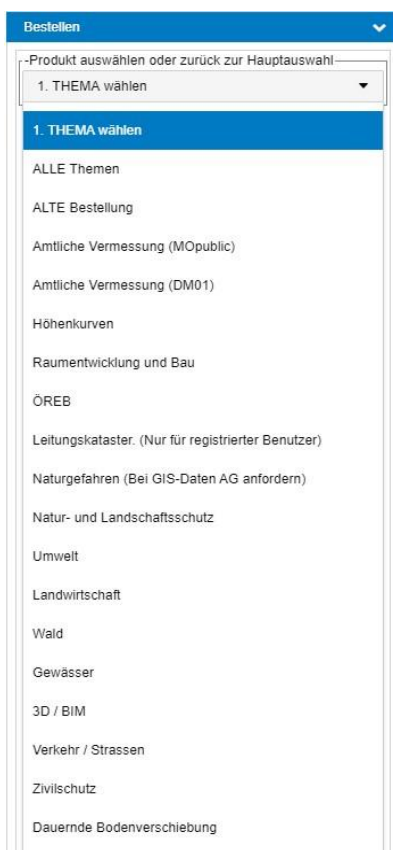 Bestellen
-Produkt auswählen oder zurück zur Hauptauswahl
1. THEMA wählen
1. THEMA wählen
ALLE Themen
ALTE Bestellung
Amtliche Vermessung (MOpublic)
Amtliche Vermessung (DM01)
Höhenkurven
Raumentwicklung und Bau
ÖREB
Leitungskataster. (Nur für registrierter Benutzer)
Naturgefahren (Bei GIS-Daten AG anfordern)
Natur- und Landschaftsschutz
Umwelt
Landwirtschaft
Wald
Gewässer
3D / BIM
Verkehr / Strassen
Zivilschutz
Dauernde Bodenverschiebung